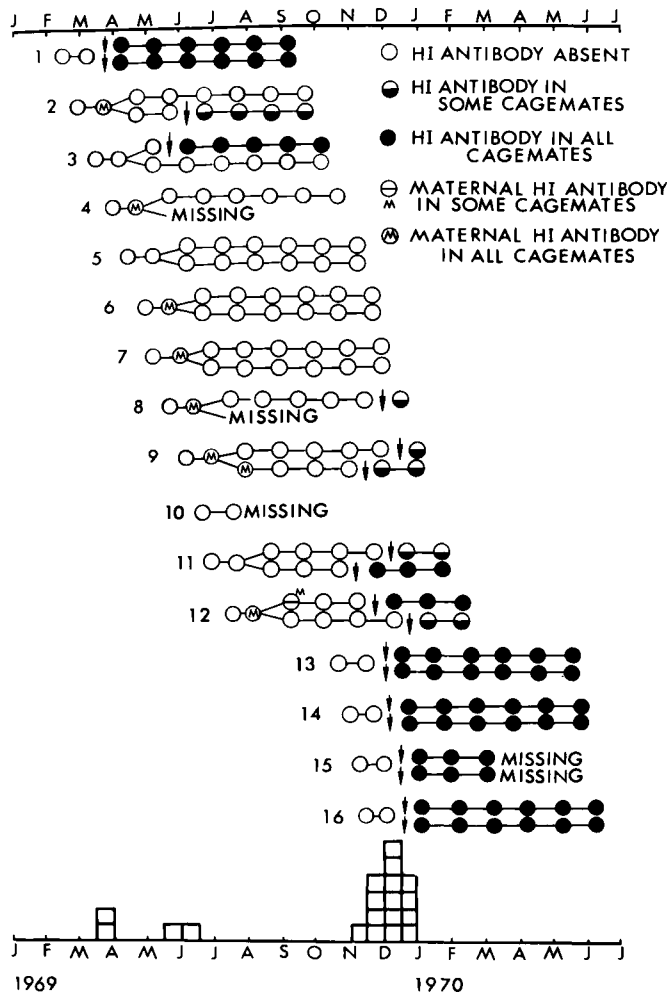 J F M A M J J A S O N D J F M A M J J
HI ANTIBODY ABSENT
HI ANTIBODY IN
SOME CAGEMATES
HI ANTIBODY IN ALL
CAGEMATES
MATERNAL HI ANTIBODY
M IN SOME CAGEMATES
M MATERNAL HI ANTIBODY
IN ALL CAGEMATES
1
2 M
3
4 M MISSING
5
6 M
7 M
8 M MISSING
9 M M
10 MISSING
11
12 M M
13
14
15 MISSING
MISSING
16
J F M A M J J A S O N D J F M A M J J
1969 1970